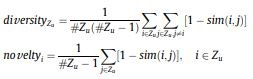 diversity_{Z_u} = \frac{1}{\#Z_u(\#Z_u - 1)} \sum_{i \in Z_u} \sum_{j \in Z_u, j \neq i} [1 - sim(i, j)]
novelty_i = \frac{1}{\#Z_u - 1} \sum_{j \in Z_u} [1 - sim(i, j)], i \in Z_u